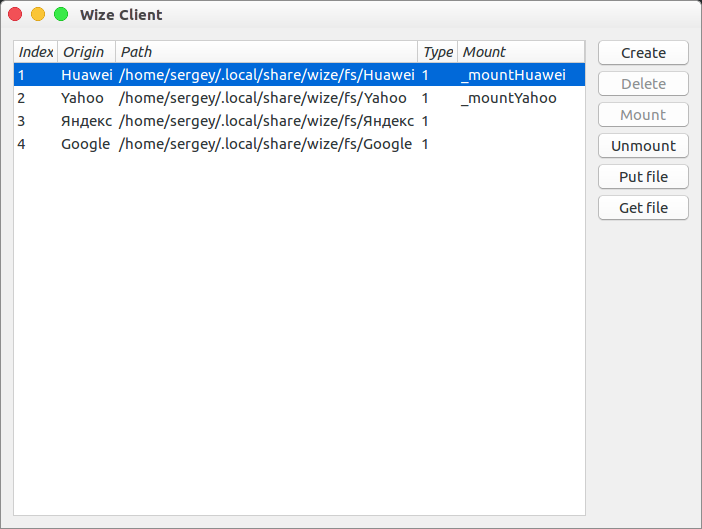 Wize Client
Index Origin Path Type Mount
1 Huawei /home/sergey/.local/share/wize/fs/Huawei 1 _mountHuawei
2 Yahoo /home/sergey/.local/share/wize/fs/Yahoo 1 _mountYahoo
3 Яндекс /home/sergey/.local/share/wize/fs/Яндекс 1
4 Google /home/sergey/.local/share/wize/fs/Google 1
Create
Delete
Mount
Unmount
Put file
Get file